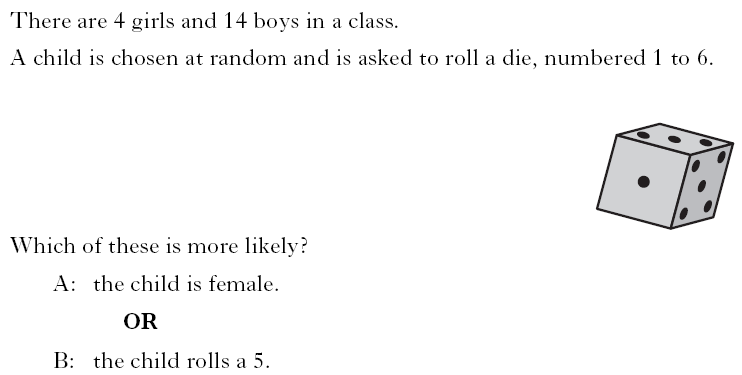 There are 4 girls and 14 boys in a class.
A child is chosen at random and is asked to roll a die, numbered 1 to 6.
Which of these is more likely?
A: the child is female.
OR
B: the child rolls a 5.